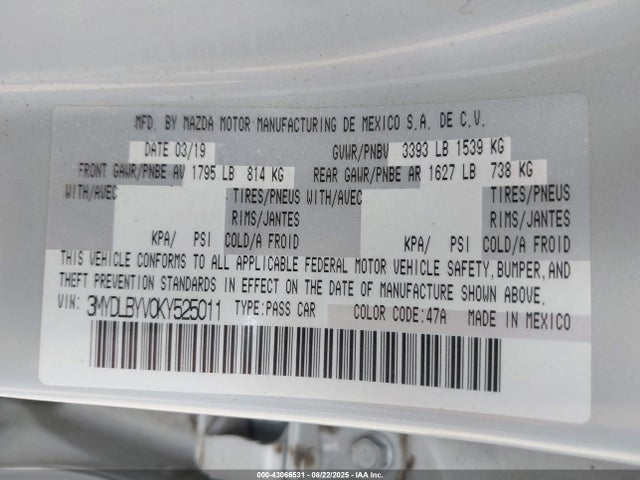 MFD. BY MAZDA MOTOR MANUFACTURING DE MEXICO S.A. DE C.V.
DATE 03/19 GVWR/PNBV 3393 LB 1539 KG
FRONT GAWR/PNBE AV 1795 LB 814 KG REAR GAWR/PNBE AR 1627 LB 738 KG
WITH/AVEC TIRES/PNEUS WITH/AVEC TIRES/PNEUS
RIMS/JANTES RIMS/JANTES
KPA/ PSI COLD/A FROID KPA/ PSI COLD/A FROID
THIS VEHICLE CONFORMS TO ALL APPLICABLE FEDERAL MOTOR VEHICLE SAFETY, BUMPER, AND
THEFT PREVENTION STANDARDS IN EFFECT ON THE DATE OF MANUFACTURE SHOWN ABOVE.
VIN: 3MYDLBYV0KY525011 TYPE:PASS CAR COLOR CODE:47A MADE IN MEXICO
© 2000-43066531 - 08/22/2025 - IAA Inc.